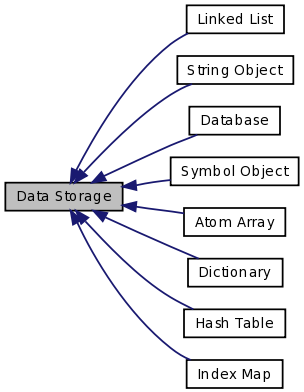 Linked List
String Object
Database
Symbol Object
Data Storage
Atom Array
Dictionary
Hash Table
Index Map